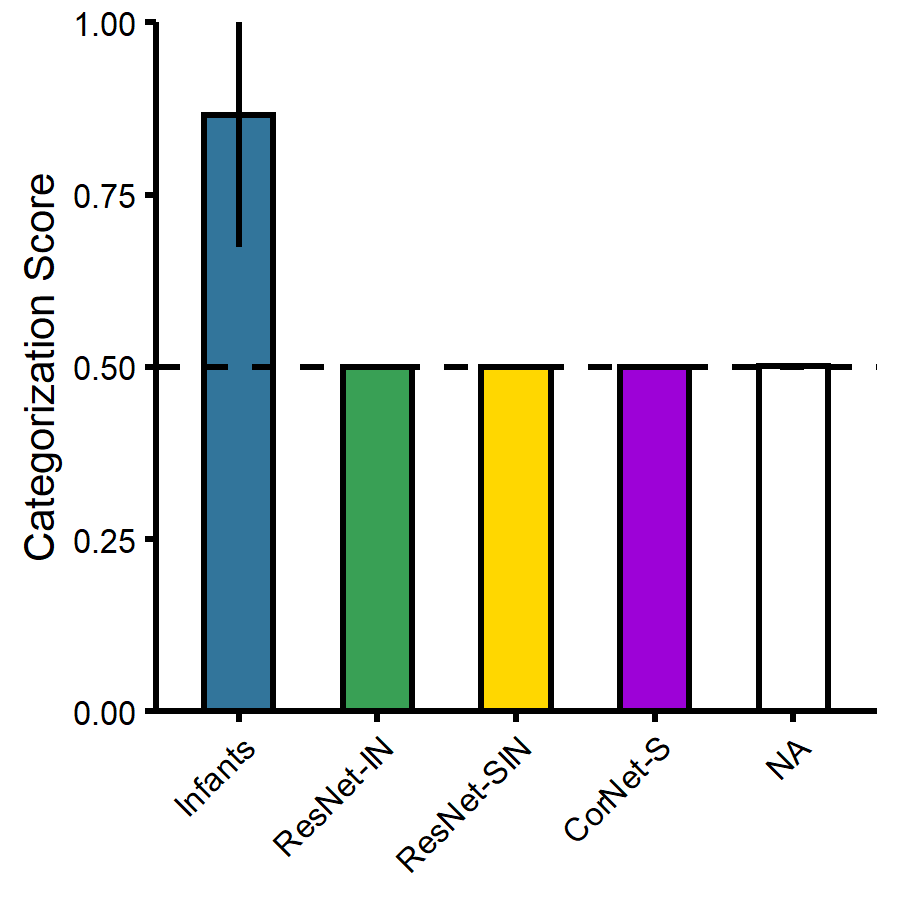 Categorization Score
1.00
0.75
0.50
0.25
0.00
Infants
ResNet-IN
ResNet-SIN
CorNet-S
NA